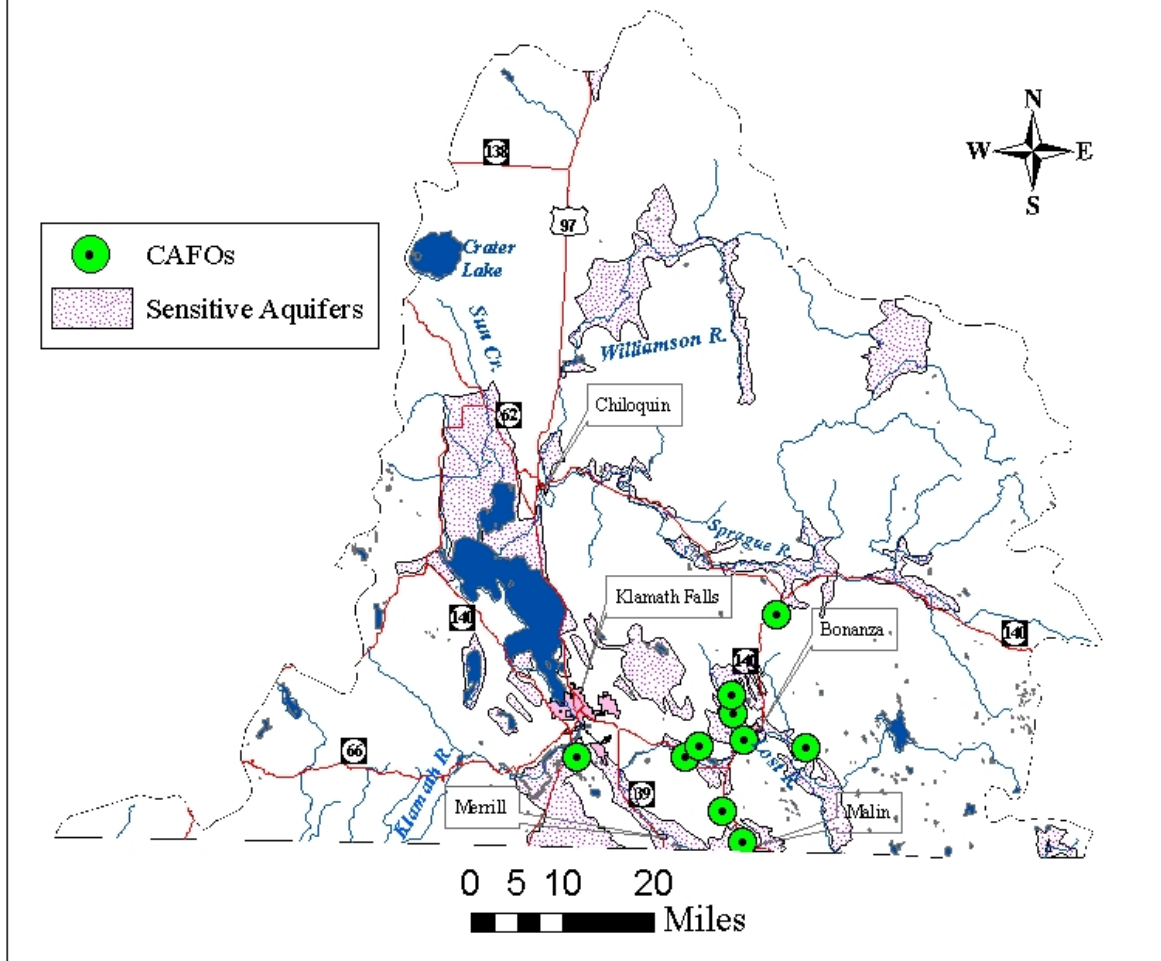 N
W E
S
138
97
CAFOs
Sensitive Aquifers
Crater
Lake
Sun Cr.
Williamson R.
Chiloquin
62
Sprague R.
Klamath Falls
140
Bonanza
140
140
66
Klamath R.
Lost R.
39
Merrill
Malin
0 5 10 20
Miles